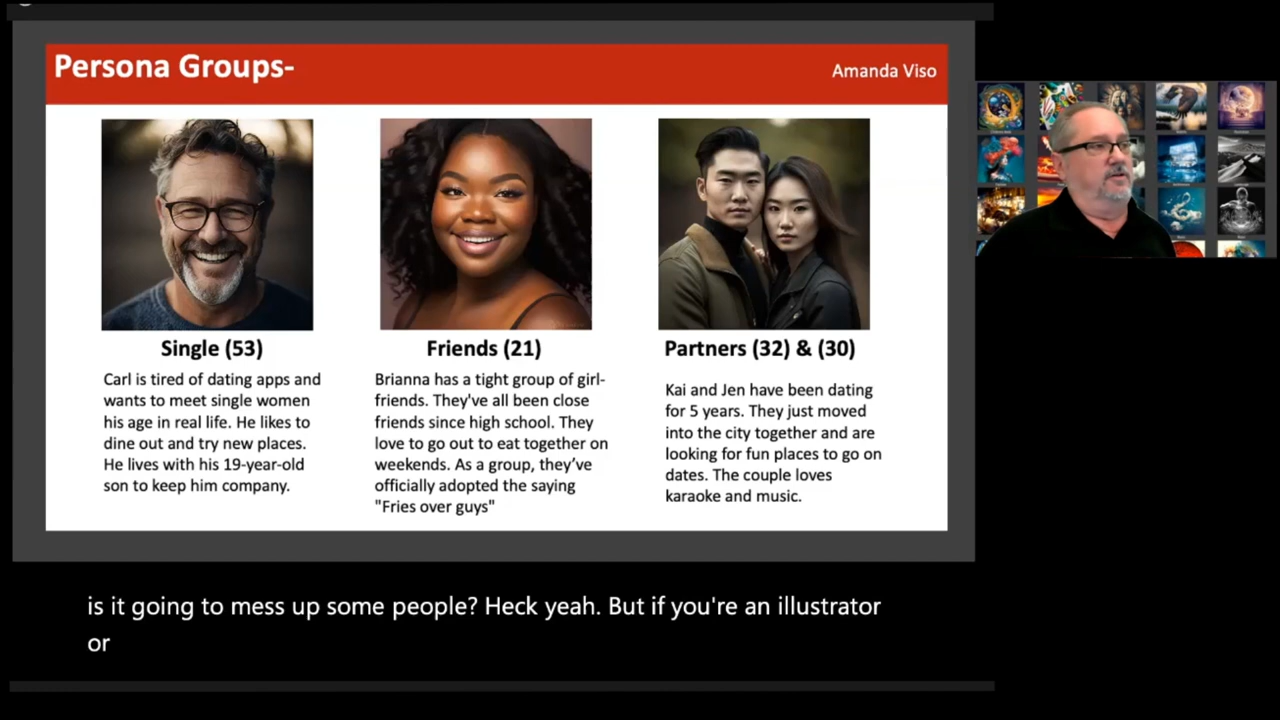 Persona Groups-
Amanda Viso
Single (53)
Carl is tired of dating apps and
wants to meet single women
his age in real life. He likes to
dine out and try new places.
He lives with his 19-year-old
son to keep him company.
Friends (21)
Brianna has a tight group of girl-
friends. They've all been close
friends since high school. They
love to go out to eat together on
weekends. As a group, they’ve
officially adopted the saying
"Fries over guys"
Partners (32) & (30)
Kai and Jen have been dating
for 5 years. They just moved
into the city together and are
looking for fun places to go on
dates. The couple loves
karaoke and music.
is it going to mess up some people? Heck yeah. But if you're an illustrator
or